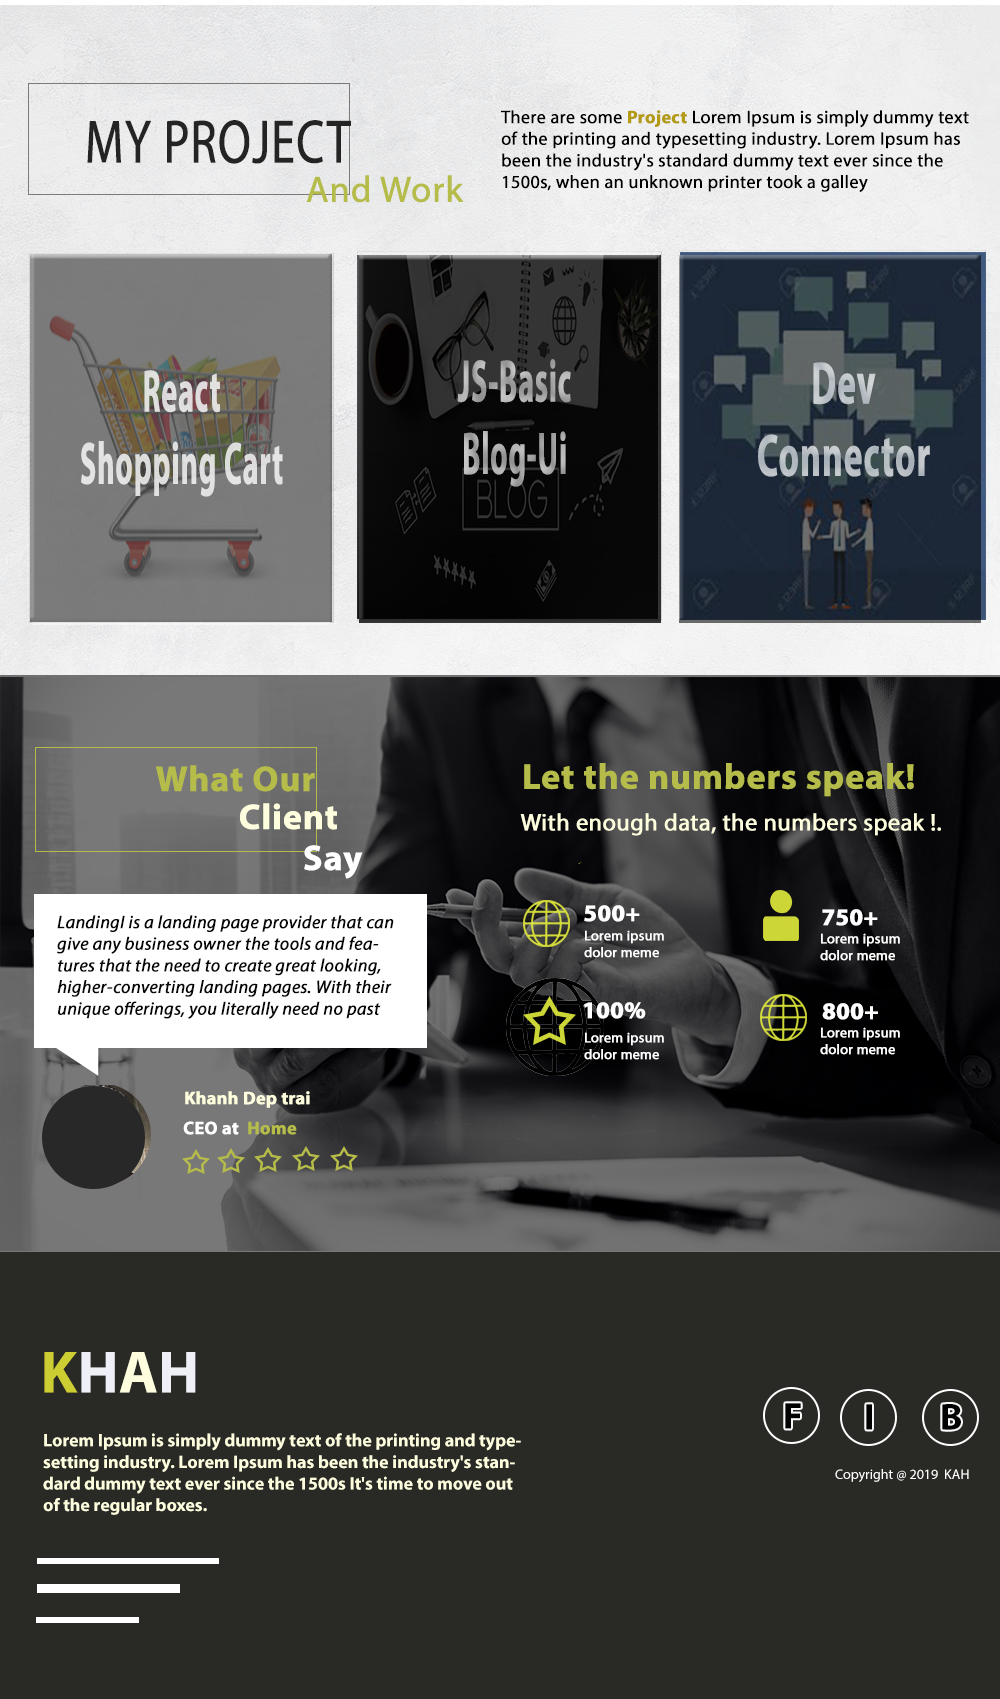 MY PROJECT
And Work
There are some Project Lorem Ipsum is simply dummy text
of the printing and typesetting industry. Lorem Ipsum has
been the industry's standard dummy text ever since the
1500s, when an unknown printer took a galley
React
Shopping Cart
JS-Basic
Blog-Ui
BLOG
Dev
Connector
What Our
Client
Say
Landingl is a landing page provider that can
give any business owner the tools and fea-
tures that the need to create great looking,
higher-converting landing pages. With their
unique offerings, you literally need no past
Khanh Dep trai
CEO at Home
Let the numbers speak!
With enough data, the numbers speak !.
500+
Lorem ipsum
dolor meme
750+
Lorem ipsum
dolor meme
100%
Lorem ipsum
dolor meme
800+
Lorem ipsum
dolor meme
KHAH
Lorem Ipsum is simply dummy text of the printing and type-
setting industry. Lorem Ipsum has been the industry's stan-
dard dummy text ever since the 1500s It's time to move out
of the regular boxes.
F I B
Copyright @ 2019 KAH